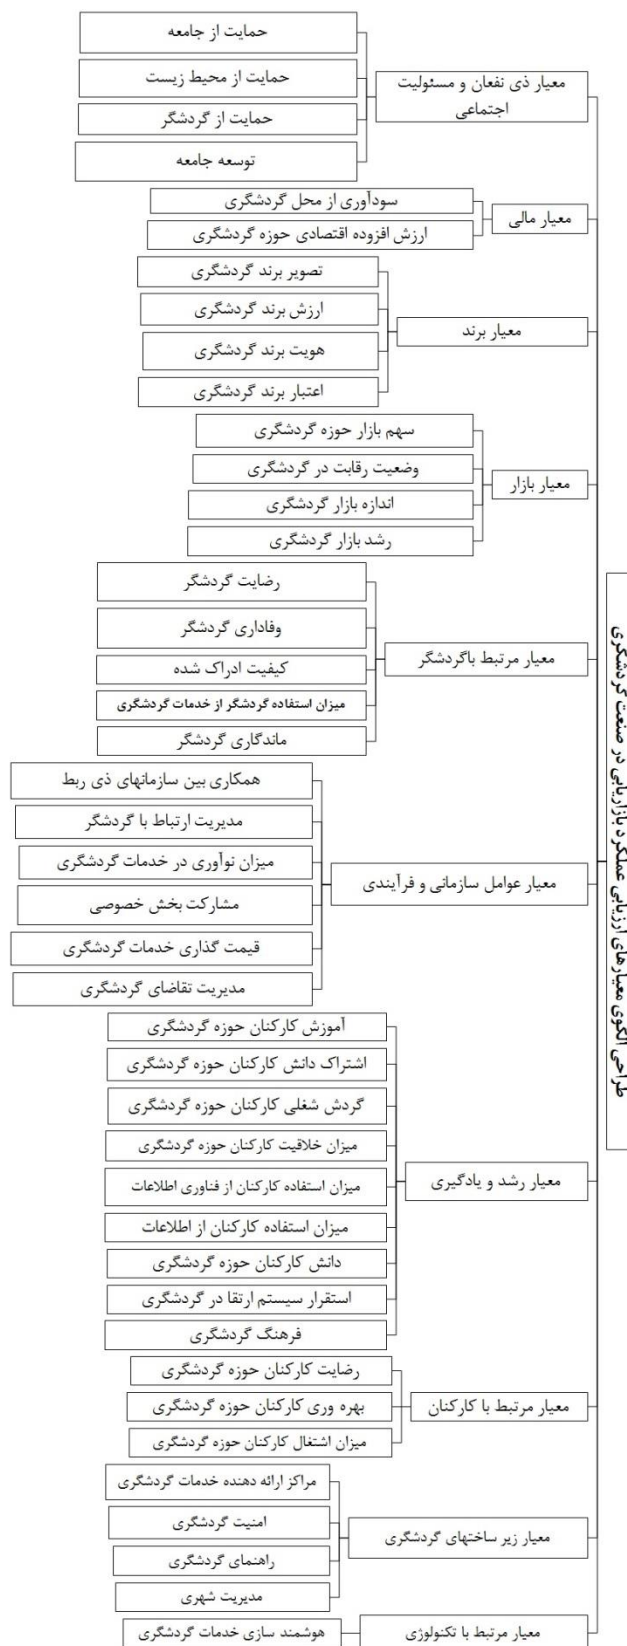 طراحی الگوی معیارهای ارزیابی عملکرد بازاریابی در صنعت گردشگری
معیار ذی نفعان و مسئولیت
اجتماعی
حمایت از جامعه
حمایت از محیط زیست
حمایت از گردشگر
توسعه جامعه
معیار مالی
سودآوری از محل گردشگری
ارزش افزوده اقتصادی حوزه گردشگری
معیار برند
تصویر برند گردشگری
ارزش برند گردشگری
هویت برند گردشگری
اعتبار برند گردشگری
معیار بازار
سهم بازار حوزه گردشگری
وضعیت رقابت در گردشگری
اندازه بازار گردشگری
رشد بازار گردشگری
معیار مرتبط باگردشگر
رضایت گردشگر
وفاداری گردشگر
کیفیت ادراک شده
میزان استفاده گردشگر از خدمات گردشگری
ماندگاری گردشگر
معیار عوامل سازمانی و فرآیندی
همکاری بین سازمانهای ذی ربط
مدیریت ارتباط با گردشگر
میزان نوآوری در خدمات گردشگری
مشارکت بخش خصوصی
قیمت گذاری خدمات گردشگری
مدیریت تقاضای گردشگری
معیار رشد و یادگیری
آموزش کارکنان حوزه گردشگری
اشتراک دانش کارکنان حوزه گردشگری
گردش شغلی کارکنان حوزه گردشگری
میزان خلاقیت کارکنان حوزه گردشگری
میزان استفاده کارکنان از فناوری اطلاعات
میزان استفاده کارکنان از اطلاعات
دانش کارکنان حوزه گردشگری
استقرار سیستم ارتقا در گردشگری
فرهنگ گردشگری
معیار مرتبط با کارکنان
رضایت کارکنان حوزه گردشگری
بهره وری کارکنان حوزه گردشگری
میزان اشتغال کارکنان حوزه گردشگری
معیار زیر ساختهای گردشگری
مراکز ارائه دهنده خدمات گردشگری
امنیت گردشگری
راهنمای گردشگری
مدیریت شهری
معیار مرتبط با تکنولوژی
هوشمند سازی خدمات گردشگری